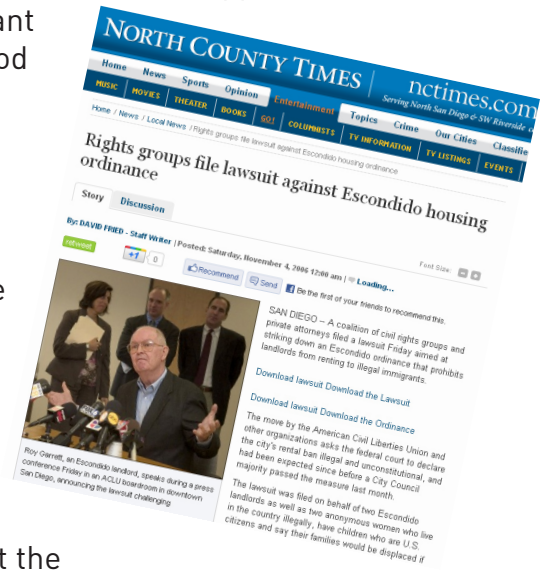 ant
od
e
t the
NORTH COUNTY TIMES | nctimes.com
Serving North San Diego & SW Riverside
Home News Sports Opinion Entertainment Topics Crime Our Cities Classifie
MUSIC MOVIES THEATER BOOKS GO! COLUMNISTS TV INFORMATION TV LISTINGS EVENTS
Home / News / Local News / Rights groups file lawsuit against Escondido housing ordinance
Rights groups file lawsuit against Escondido housing
ordinance
Story Discussion
Font Size:
By: DAVID FRIED - Staff Writer | Posted: Saturday, November 4, 2006 12:00 am | Loading...
retweet +1 0 Recommend Send Be the first of your friends to recommend this.
SAN DIEGO – A coalition of civil rights groups and
private attorneys filed a lawsuit Friday aimed at
striking down an Escondido ordinance that prohibits
landlords from renting to illegal immigrants.
Download lawsuit Download the Lawsuit
Download lawsuit Download the Ordinance
The move by the American Civil Liberties Union and
other organizations asks the federal court to declare
the city's rental ban illegal and unconstitutional, and
had been expected since before a City Council
majority passed the measure last month.
The lawsuit was filed on behalf of two Escondido
landlords as well as two anonymous women who live
in the country illegally, have children who are U.S.
citizens and say their families would be displaced if
Roy Garrett, an Escondido landlord, speaks during a press
conference Friday in an ACLU boardroom in downtown
San Diego, announcing the lawsuit challenging